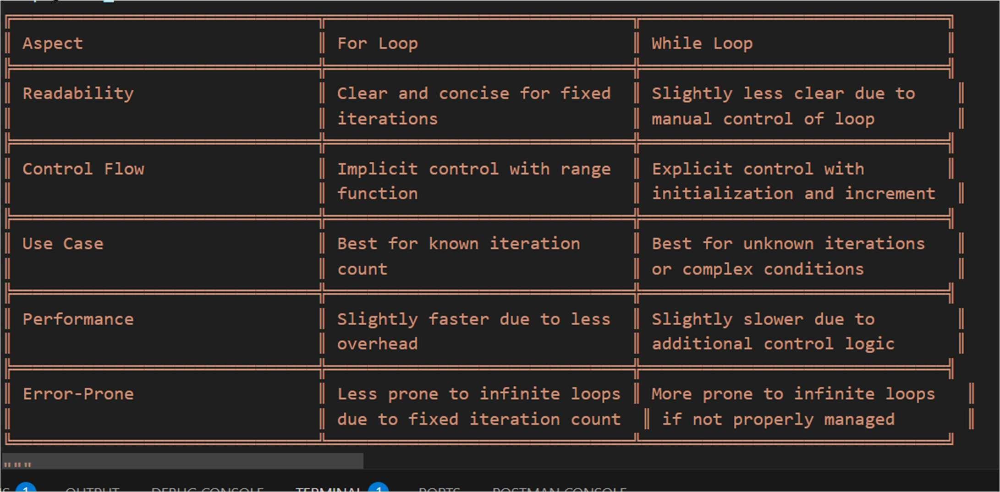 Aspect For Loop While Loop
Readability Clear and concise for fixed Slightly less clear due to
iterations manual control of loop
Control Flow Implicit control with range Explicit control with
function initialization and increment
Use Case Best for known iteration Best for unknown iterations
count or complex conditions
Performance Slightly faster due to less Slightly slower due to
overhead additional control logic
Error-Prone Less prone to infinite loops More prone to infinite loops
due to fixed iteration count if not properly managed
"""
1 OUTPUT DEBUG CONSOLE TERMINAL 1 PORTS POSTMAN CONSOLE